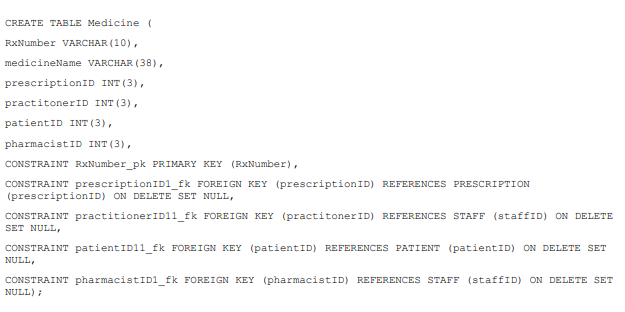 CREATE TABLE Medicine (
RxNumber VARCHAR(10),
medicineName VARCHAR(38),
prescriptionID INT(3),
practitonerID INT(3),
patientID INT(3),
pharmacistID INT(3),
CONSTRAINT RxNumber_pk PRIMARY KEY (RxNumber),
CONSTRAINT prescriptionID1_fk FOREIGN KEY (prescriptionID) REFERENCES PRESCRIPTION
(prescriptionID) ON DELETE SET NULL,
CONSTRAINT practitionerID11_fk FOREIGN KEY (practitonerID) REFERENCES STAFF (staffID) ON DELETE
SET NULL,
CONSTRAINT patientID11_fk FOREIGN KEY (patientID) REFERENCES PATIENT (patientID) ON DELETE SET
NULL,
CONSTRAINT pharmacistID1_fk FOREIGN KEY (pharmacistID) REFERENCES STAFF (staffID) ON DELETE SET
NULL);